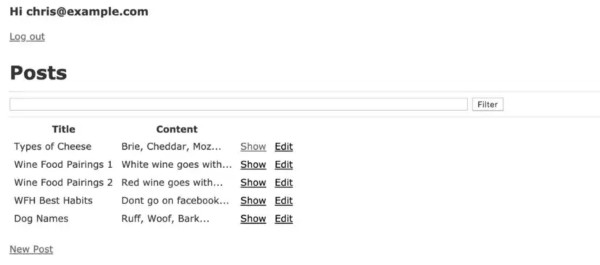 Hi chris@example.com
Log out
Posts
Filter
Title Content
Types of Cheese Brie, Cheddar, Moz... Show Edit
Wine Food Pairings 1 White wine goes with... Show Edit
Wine Food Pairings 2 Red wine goes with... Show Edit
WFH Best Habits Dont go on facebook... Show Edit
Dog Names Ruff, Woof, Bark... Show Edit
New Post